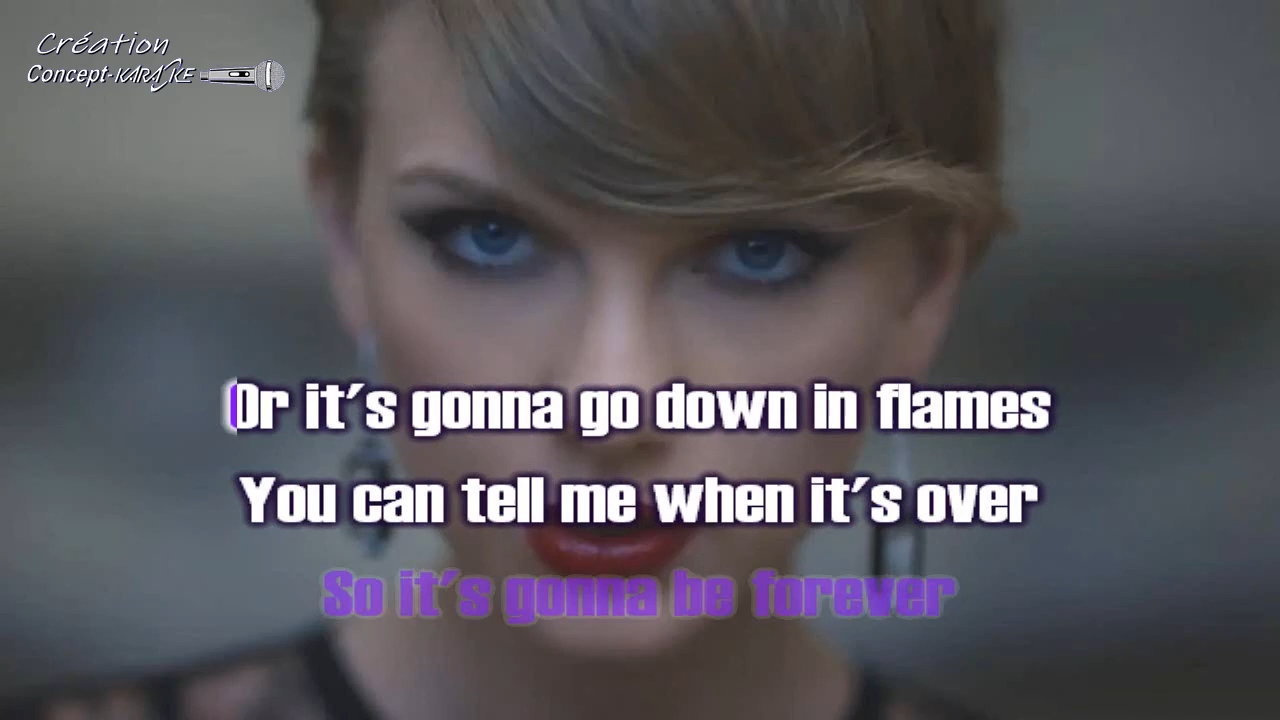 Création
Concept-KARAOKE
Or it's gonna go down in flames
You can tell me when it's over
So it's gonna be forever